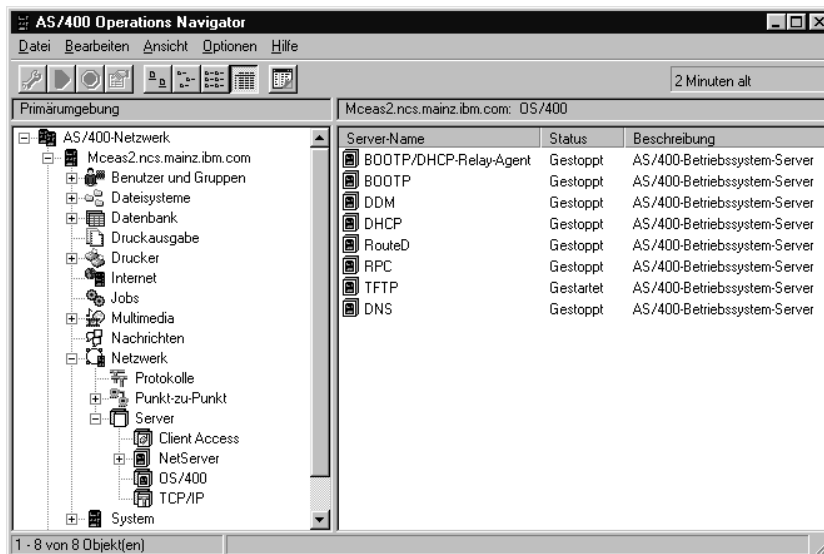 AS/400 Operations Navigator
Datei Bearbeiten Ansicht Optionen Hilfe
2 Minuten alt
Primärumgebung
Mceas2.ncs.mainz.ibm.com: OS/400
AS/400-Netzwerk
Mceas2.ncs.mainz.ibm.com
Benutzer und Gruppen
Dateisysteme
Datenbank
Druckausgabe
Drucker
Internet
Jobs
Multimedia
Nachrichten
Netzwerk
Protokolle
Punkt-zu-Punkt
Server
Client Access
NetServer
OS/400
TCP/IP
System
Server-Name Status Beschreibung
BOOTP/DHCP-Relay-Agent Gestoppt AS/400-Betriebssystem-Server
BOOTP Gestoppt AS/400-Betriebssystem-Server
DDM Gestoppt AS/400-Betriebssystem-Server
DHCP Gestoppt AS/400-Betriebssystem-Server
RouteD Gestoppt AS/400-Betriebssystem-Server
RPC Gestoppt AS/400-Betriebssystem-Server
TFTP Gestartet AS/400-Betriebssystem-Server
DNS Gestoppt AS/400-Betriebssystem-Server
1 - 8 von 8 Objekt(en)